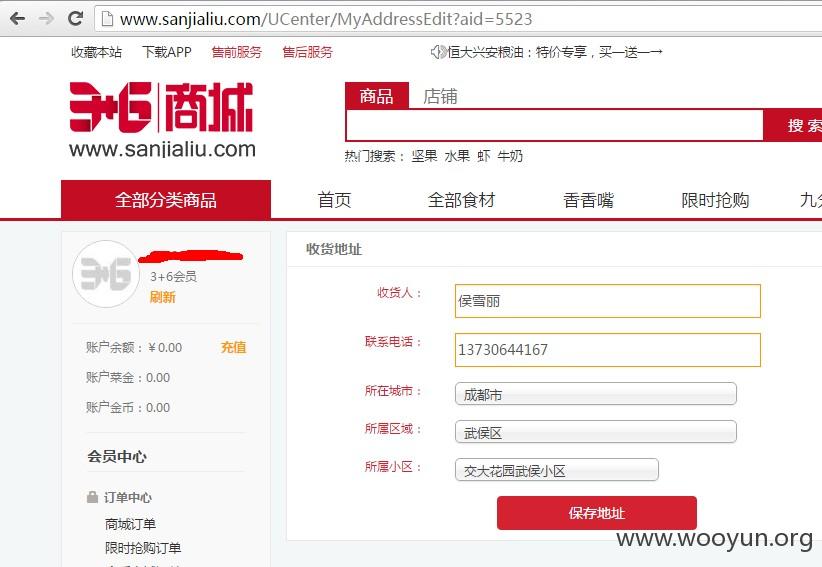 www.sanjialiu.com/UCenter/MyAddressEdit?aid=5523
收藏本站 下载APP 售前服务 售后服务 恒大兴安粮油：特价专享，买一送一→
3+6 商城
www.sanjialiu.com
商品 店铺
搜 索
热门搜索： 坚果 水果 虾 牛奶
全部分类商品 首页 全部食材 香香嘴 限时抢购
3+6
3+6会员
刷新
账户余额：￥0.00 充值
账户菜金：0.00
账户金币：0.00
会员中心
订单中心
商城订单
限时抢购订单
收货地址
收货人： 侯雪丽
联系电话： 13730644167
所在城市： 成都市
所属区域： 武侯区
所属小区： 交大花园武侯小区
保存地址
www.wooyun.org